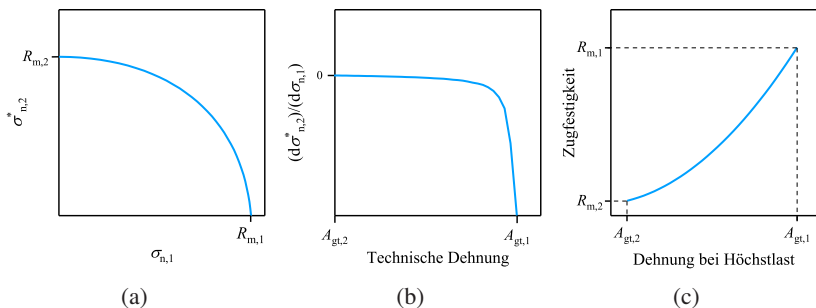 R_m,2
σ*_n,2
R_m,1
σ_n,1
(a)
0
(dσ*_n,2)/(dσ_n,1)
A_gt,2
A_gt,1
Technische Dehnung
(b)
R_m,1
Zugfestigkeit
R_m,2
A_gt,2
A_gt,1
Dehnung bei Höchstlast
(c)